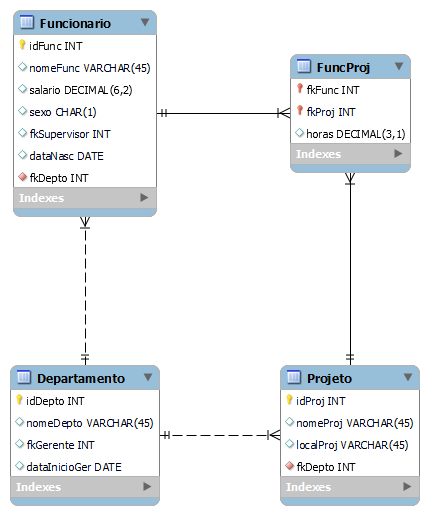 Funcionario
idFunc INT
nomeFunc VARCHAR(45)
salario DECIMAL(6,2)
sexo CHAR(1)
fkSupervisor INT
dataNasc DATE
fkDepto INT
Indexes
FuncProj
fkFunc INT
fkProj INT
horas DECIMAL(3,1)
Indexes
Departamento
idDepto INT
nomeDepto VARCHAR(45)
fkGerente INT
dataInicioGer DATE
Indexes
Projeto
idProj INT
nomeProj VARCHAR(45)
localProj VARCHAR(45)
fkDepto INT
Indexes